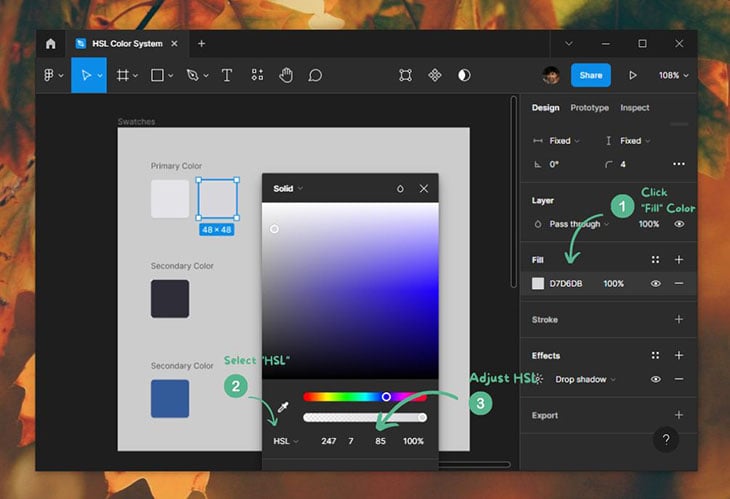 HSL Color System
Share
108%
Design
Prototype
Inspect
Fixed
Fixed
0°
4
Layer
Pass through
100%
Fill
D7D6DB
100%
Stroke
Effects
Drop shadow
Export
?
Swatches
Primary Color
48 × 48
Secondary Color
Secondary Color
Solid
HSL
247
7
85
100%
1
Click
"Fill" Color
Select "HSL"
2
Adjust HSL
3